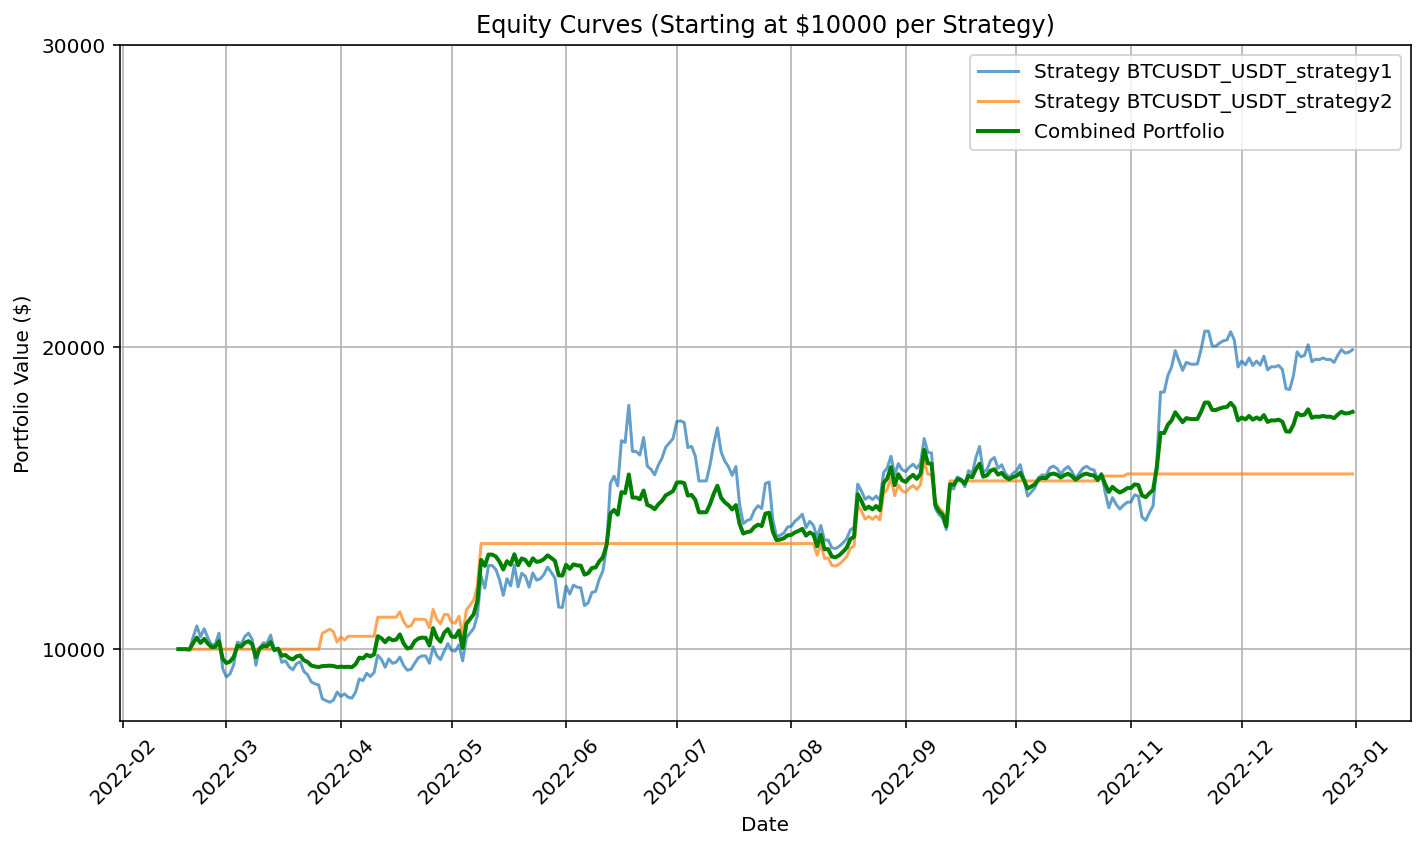 Equity Curves (Starting at $10000 per Strategy)
30000
20000
10000
Portfolio Value ($)
Strategy BTCUSDT_USDT_strategy1
Strategy BTCUSDT_USDT_strategy2
Combined Portfolio
2022-02
2022-03
2022-04
2022-05
2022-06
2022-07
2022-08
2022-09
2022-10
2022-11
2022-12
2023-01
Date